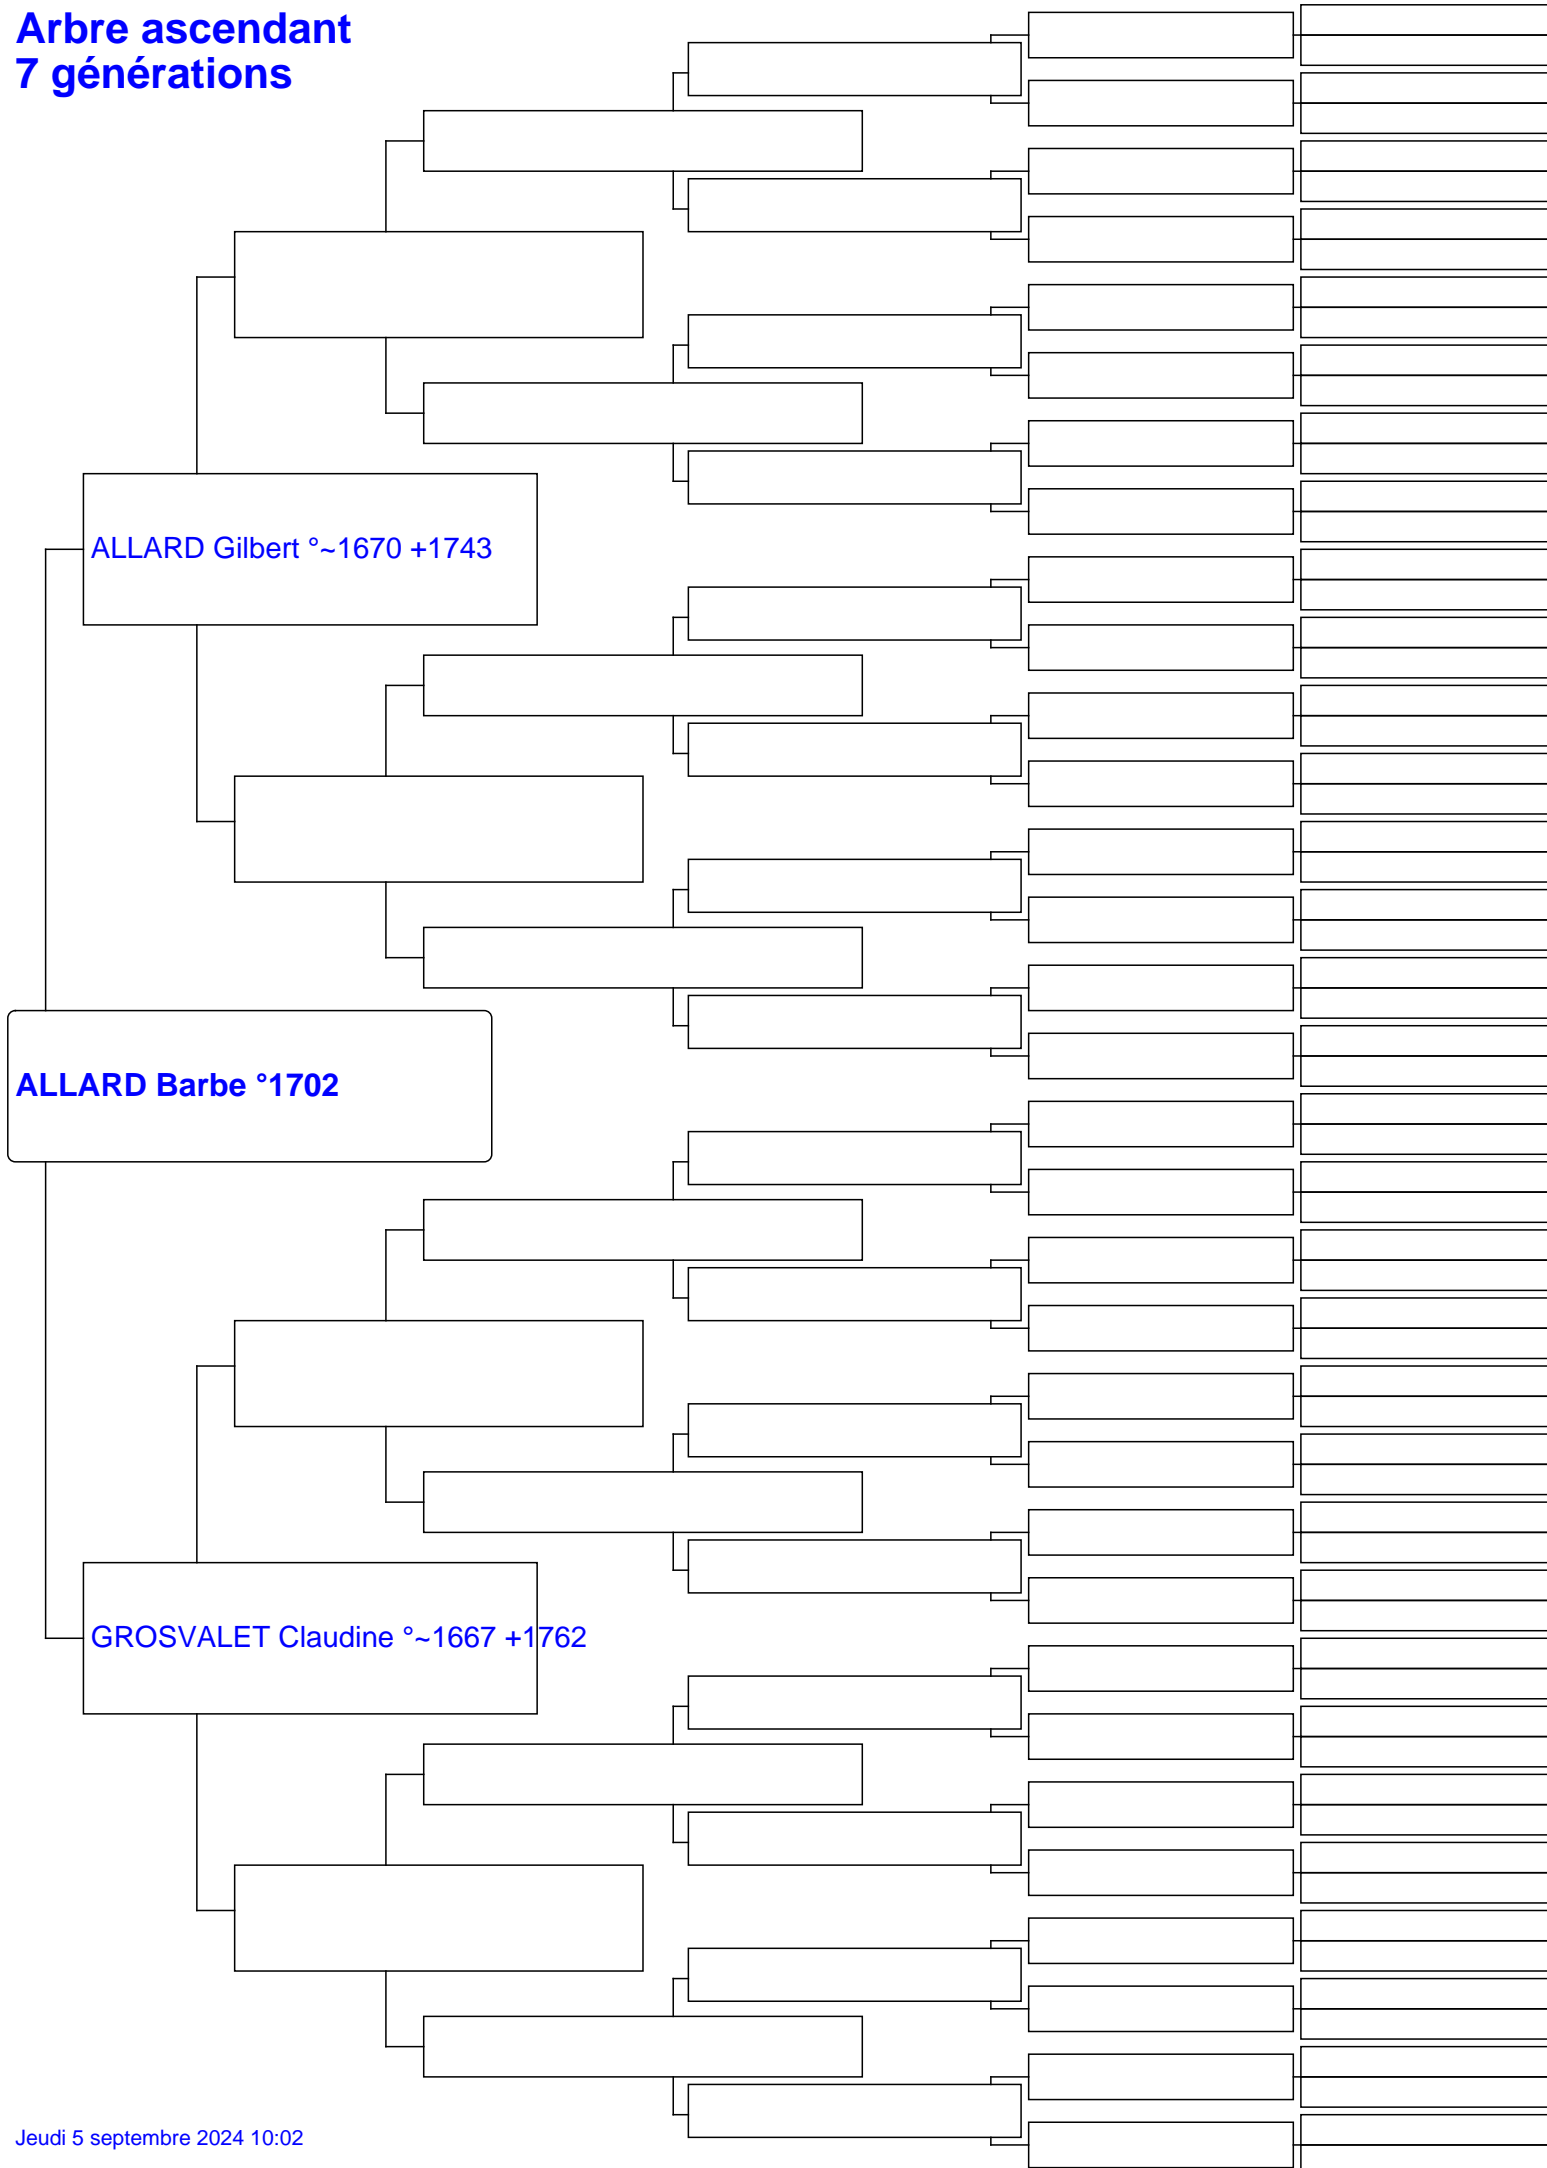 Arbre ascendant
7 générations
ALLARD Gilbert °~1670 +1743
ALLARD Barbe °1702
GROSVALET Claudine °~1667 +1762
Jeudi 5 septembre 2024 10:02